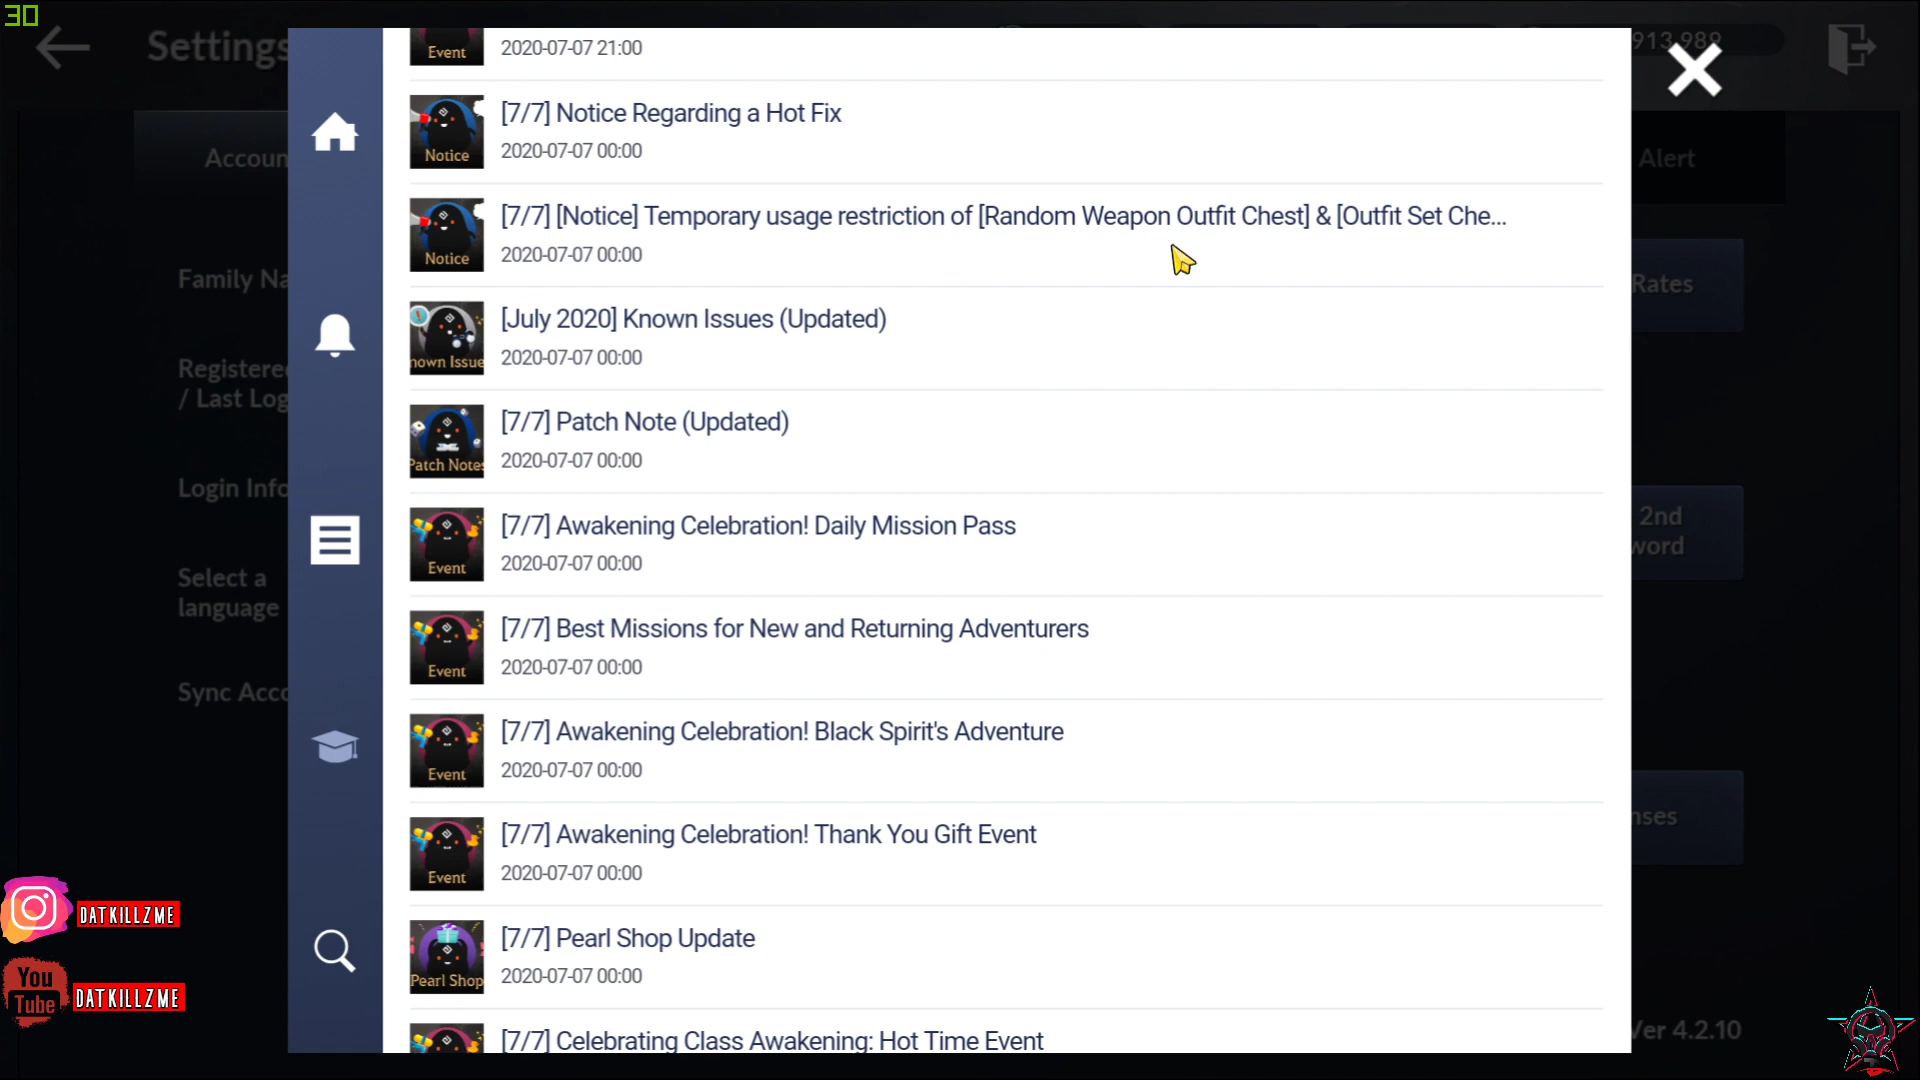 30
Settings
913,989
Event
2020-07-07 21:00
[7/7] Notice Regarding a Hot Fix
Notice
2020-07-07 00:00
Accoun
Alert
[7/7] [Notice] Temporary usage restriction of [Random Weapon Outfit Chest] & [Outfit Set Che...
Notice
2020-07-07 00:00
Family Na
Rates
[July 2020] Known Issues (Updated)
nown Issue
2020-07-07 00:00
Registere
/ Last Log
[7/7] Patch Note (Updated)
Patch Notes
2020-07-07 00:00
Login Info
[7/7] Awakening Celebration! Daily Mission Pass
Event
2020-07-07 00:00
2nd
word
Select a
language
[7/7] Best Missions for New and Returning Adventurers
Event
2020-07-07 00:00
Sync Acco
[7/7] Awakening Celebration! Black Spirit's Adventure
Event
2020-07-07 00:00
nses
[7/7] Awakening Celebration! Thank You Gift Event
Event
2020-07-07 00:00
DATKILLZME
[7/7] Pearl Shop Update
Pearl Shop
2020-07-07 00:00
You
Tube
DATKILLZME
[7/7] Celebrating Class Awakening: Hot Time Event
Ver 4.2.10